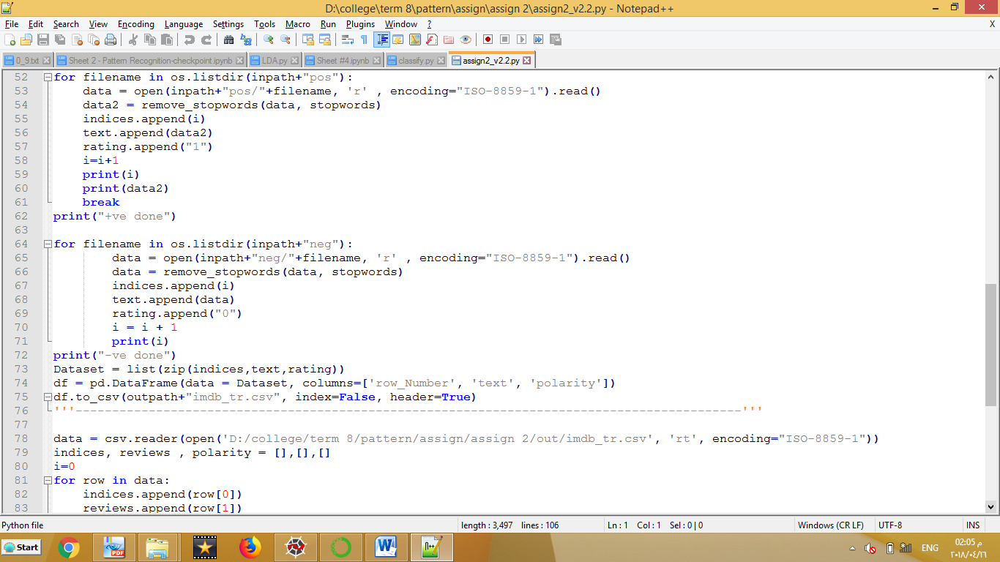 D:\college\term 8\pattern\assign\assign 2\assign2_v2.2.py - Notepad++
File Edit Search View Encoding Language Settings Tools Macro Run Plugins Window ? X
0_9.txt Sheet 2 - Pattern Recognition-checkpoint.ipynb LDA.py Sheet #4.ipynb classify.py assign2_v2.2.py
52 for filename in os.listdir(inpath+"pos"):
53 data = open(inpath+"pos/"+filename, 'r' , encoding="ISO-8859-1").read()
54 data2 = remove_stopwords(data, stopwords)
55 indices.append(i)
56 text.append(data2)
57 rating.append("1")
58 i=i+1
59 print(i)
60 print(data2)
61 break
62 print("+ve done")
63
64 for filename in os.listdir(inpath+"neg"):
65 data = open(inpath+"neg/"+filename, 'r' , encoding="ISO-8859-1").read()
66 data = remove_stopwords(data, stopwords)
67 indices.append(i)
68 text.append(data)
69 rating.append("0")
70 i = i + 1
71 print(i)
72 print("-ve done")
73 Dataset = list(zip(indices,text,rating))
74 df = pd.DataFrame(data = Dataset, columns=['row_Number', 'text', 'polarity'])
75 df.to_csv(outpath+"imdb_tr.csv", index=False, header=True)
76 '''-------------------------------------------------------------------------------------------'''
77
78 data = csv.reader(open('D:/college/term 8/pattern/assign/assign 2/out/imdb_tr.csv', 'rt', encoding="ISO-8859-1"))
79 indices, reviews , polarity = [],[],[]
80 i=0
81 for row in data:
82 indices.append(row[0])
83 reviews.append(row[1])
Python file length : 3,497 lines : 106 Ln : 1 Col : 1 Sel : 0 | 0 Windows (CR LF) UTF-8 INS
Start PDF W ENG 02:05 م
٢٠١٨/٠٤/١٦